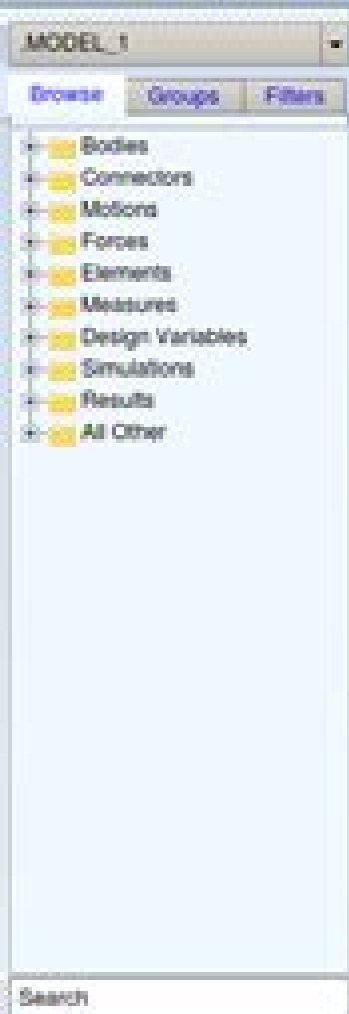 MODEL_1
Browse Groups Filters
Bodies
Connectors
Motions
Forces
Elements
Measures
Design Variables
Simulations
Results
All Other
Search